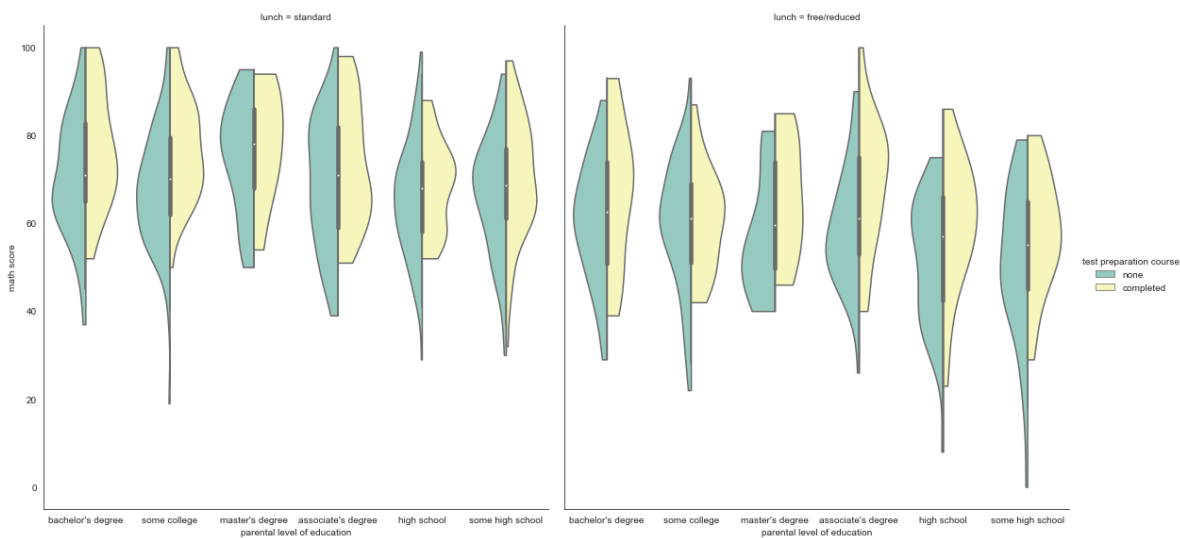 lunch = standard
lunch = free/reduced
100
80
60
40
20
0
math score
bachelor's degree
some college
master's degree
associate's degree
high school
some high school
parental level of education
bachelor's degree
some college
master's degree
associate's degree
high school
some high school
parental level of education
test preparation course
none
completed